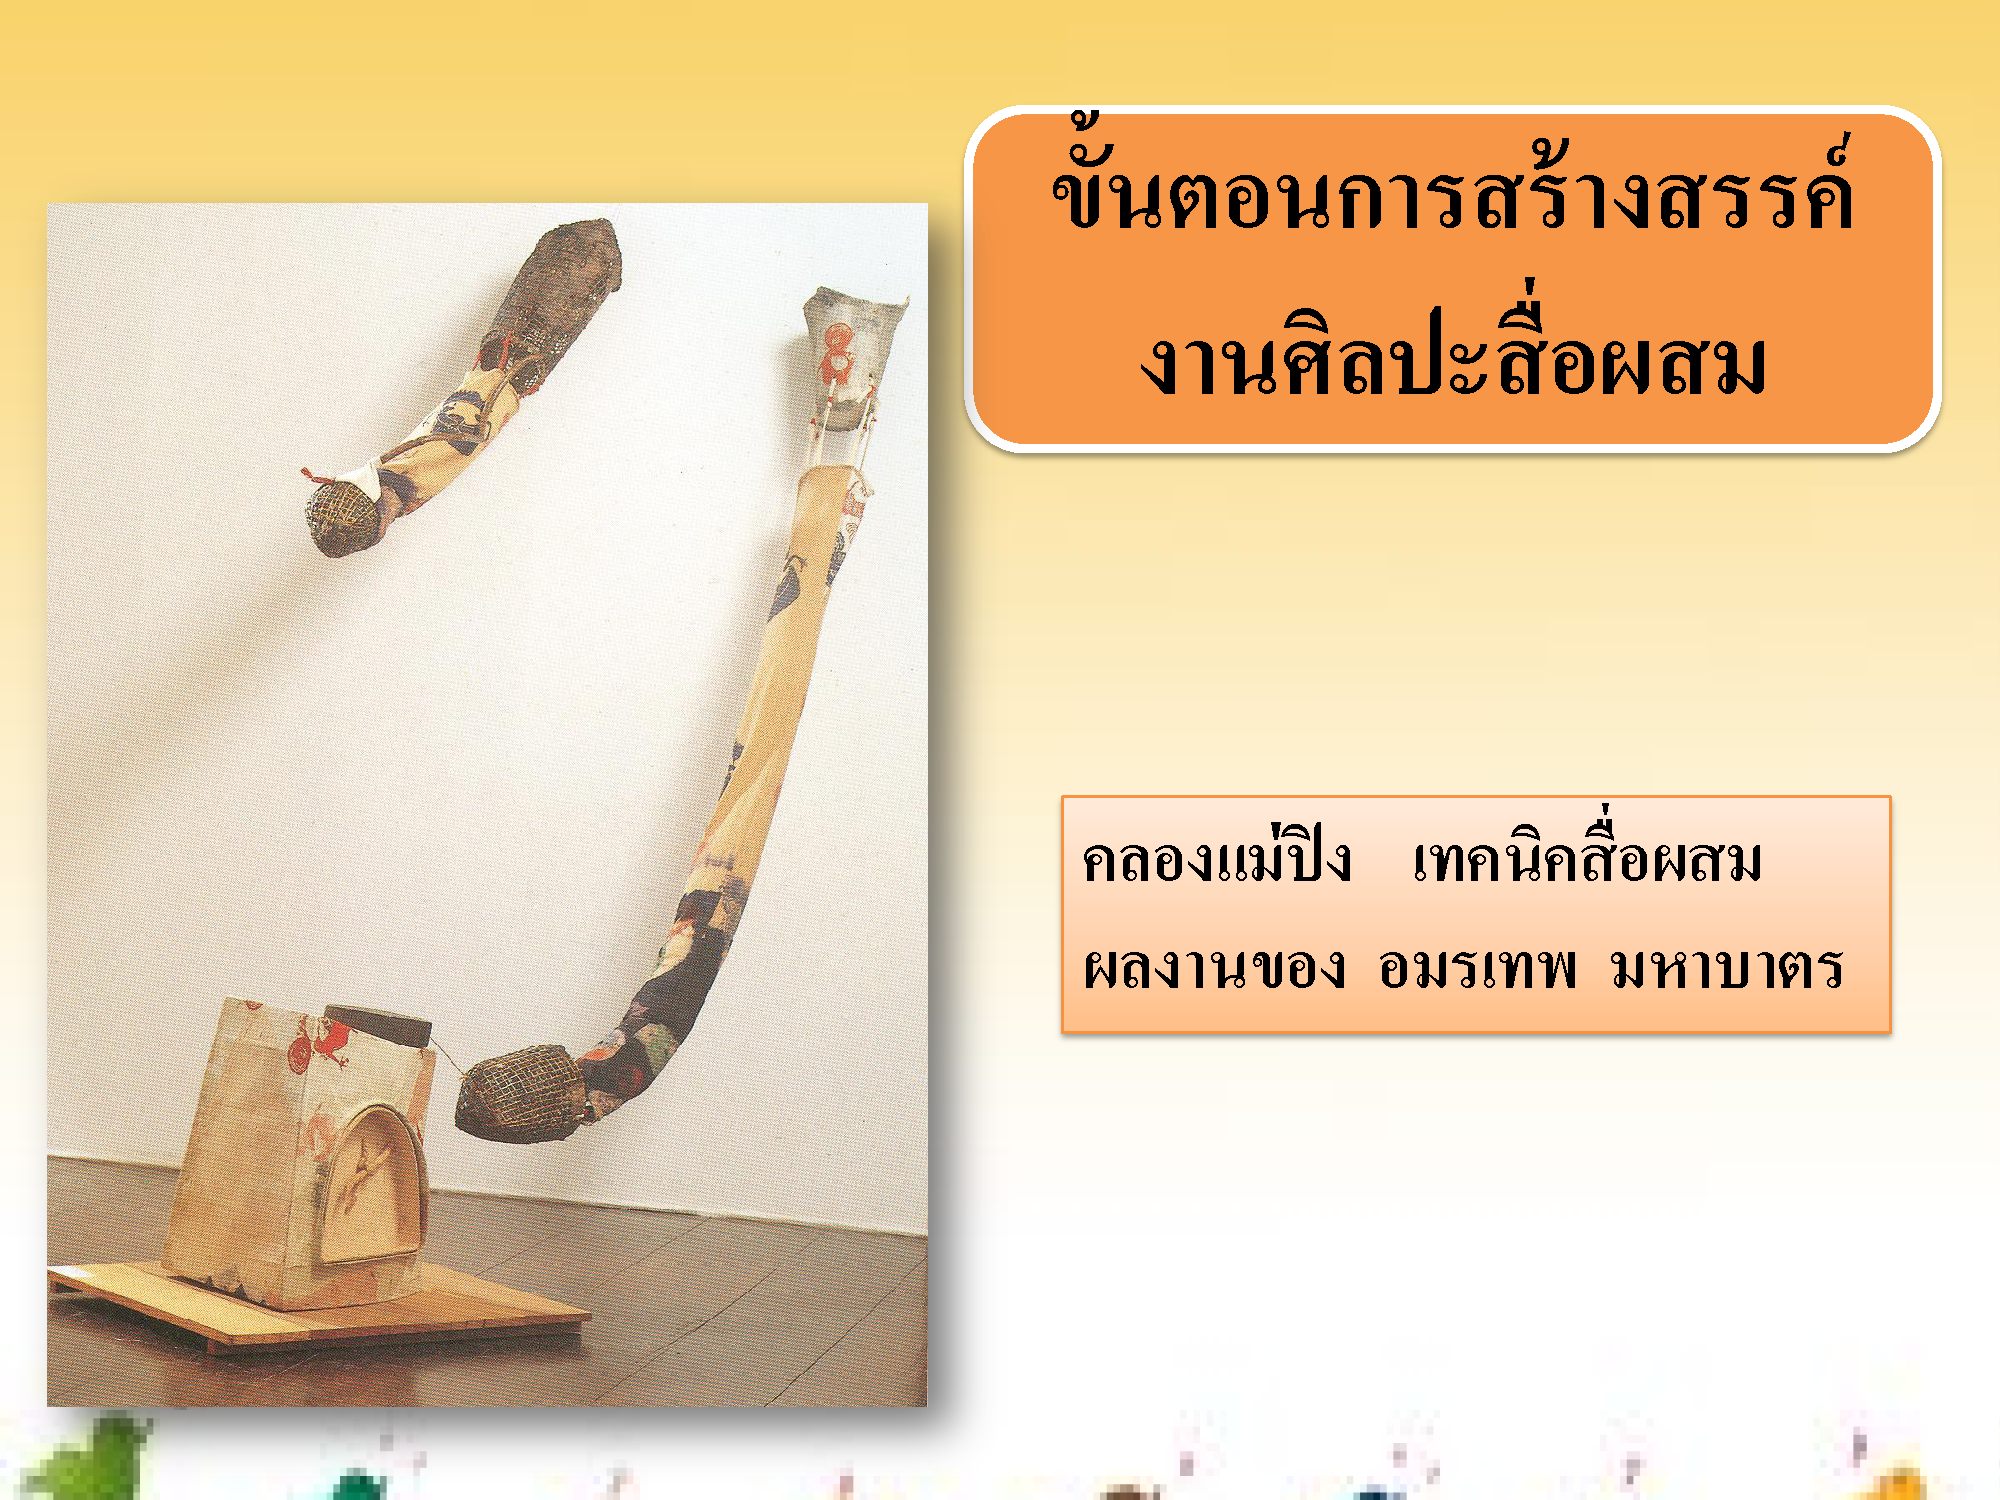 ขั้นตอนการสร้างสรรค์
งานศิลปะสื่อผสม
คลองแม่ปิง เทคนิคสื่อผสม
ผลงานของ อมรเทพ มหาบาตร